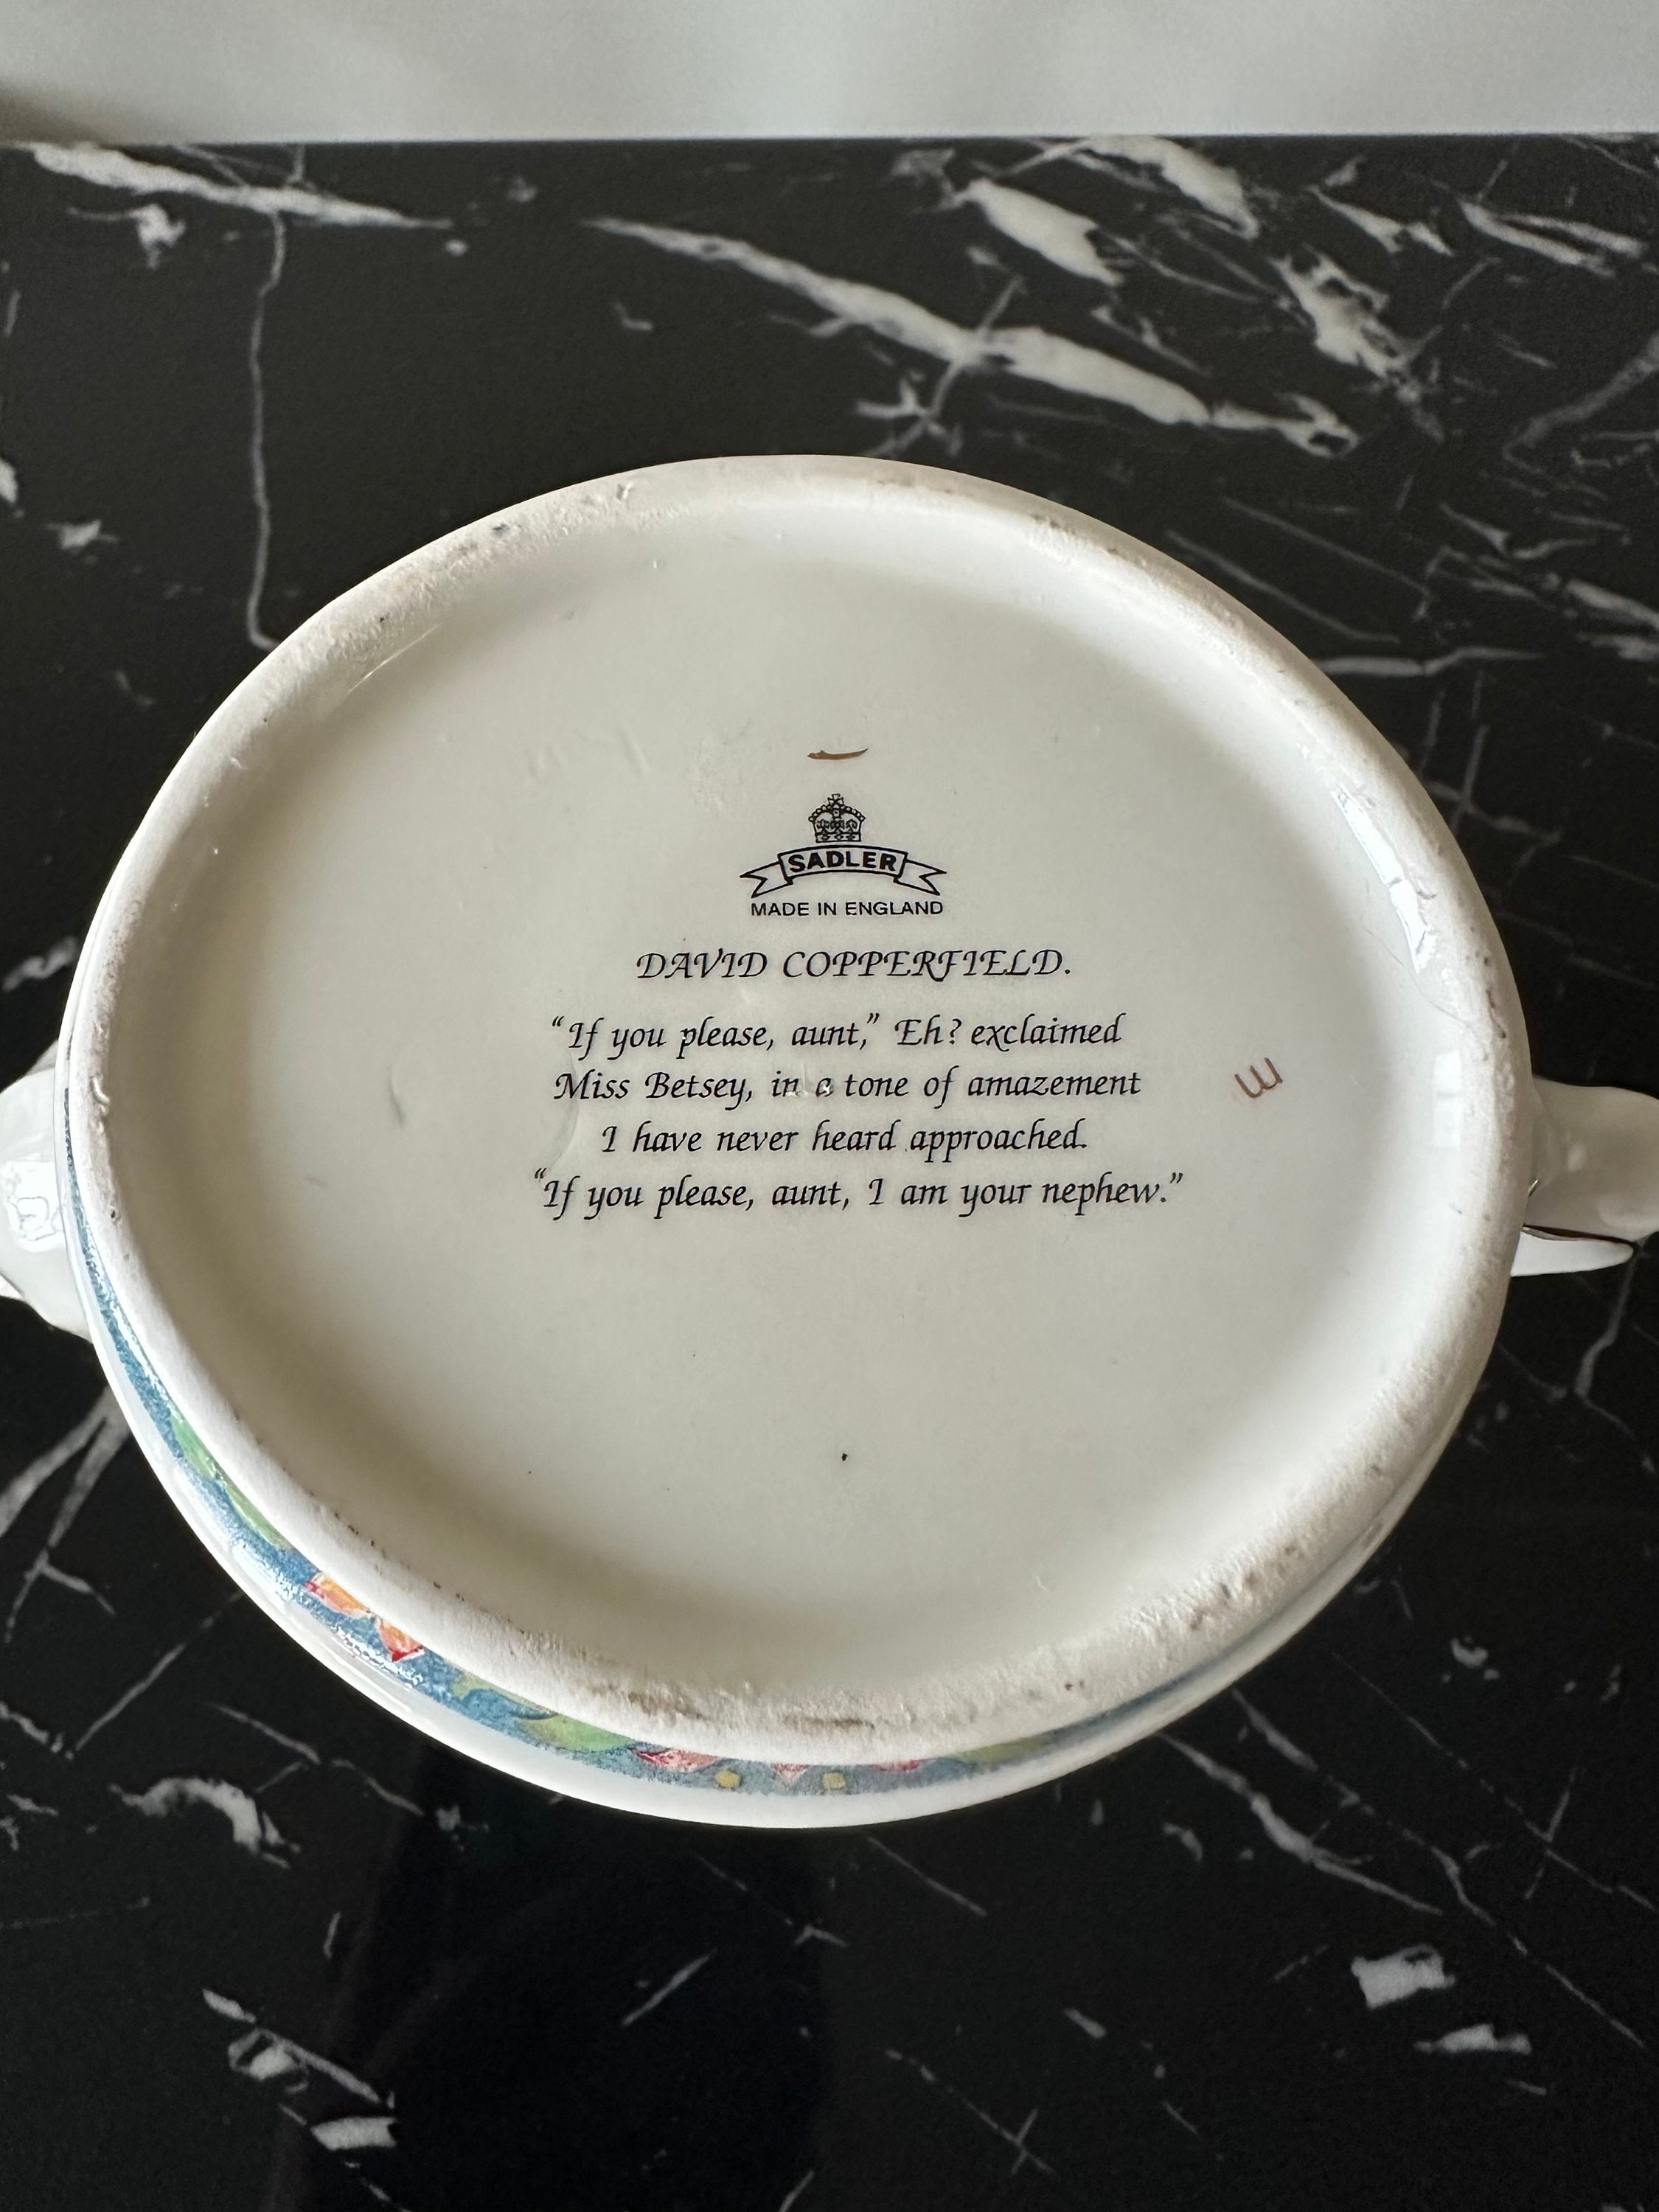 SADLER
MADE IN ENGLAND
DAVID COPPERFIELD.
“If you please, aunt,” Eh? exclaimed
Miss Betsey, in a tone of amazement
I have never heard approached.
“If you please, aunt, I am your nephew.”